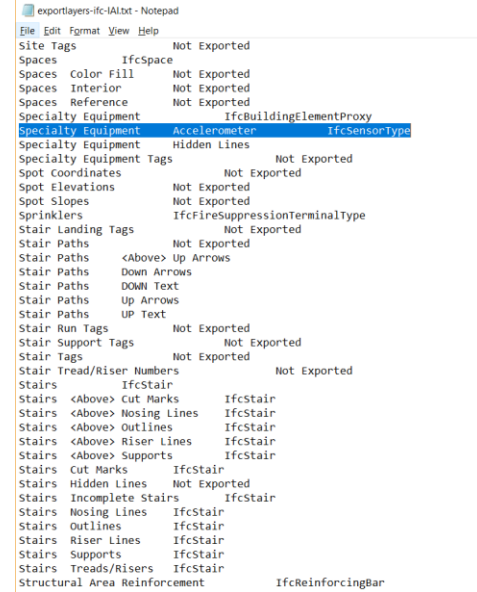 exportlayers-ifc-IAI.txt - Notepad
File Edit Format View Help
Site Tags Not Exported
Spaces IfcSpace
Spaces Color Fill Not Exported
Spaces Interior Not Exported
Spaces Reference Not Exported
Specialty Equipment IfcBuildingElementProxy
Specialty Equipment Accelerometer IfcSensorType
Specialty Equipment Hidden Lines
Specialty Equipment Tags Not Exported
Spot Coordinates Not Exported
Spot Elevations Not Exported
Spot Slopes Not Exported
Sprinklers IfcFireSuppressionTerminalType
Stair Landing Tags Not Exported
Stair Paths Not Exported
Stair Paths <Above> Up Arrows
Stair Paths Down Arrows
Stair Paths DOWN Text
Stair Paths Up Arrows
Stair Paths UP Text
Stair Run Tags Not Exported
Stair Support Tags Not Exported
Stair Tags Not Exported
Stair Tread/Riser Numbers Not Exported
Stairs IfcStair
Stairs <Above> Cut Marks IfcStair
Stairs <Above> Nosing Lines IfcStair
Stairs <Above> Outlines IfcStair
Stairs <Above> Riser Lines IfcStair
Stairs <Above> Supports IfcStair
Stairs Cut Marks IfcStair
Stairs Hidden Lines Not Exported
Stairs Incomplete Stairs IfcStair
Stairs Nosing Lines IfcStair
Stairs Outlines IfcStair
Stairs Riser Lines IfcStair
Stairs Supports IfcStair
Stairs Treads/Risers IfcStair
Structural Area Reinforcement IfcReinforcingBar